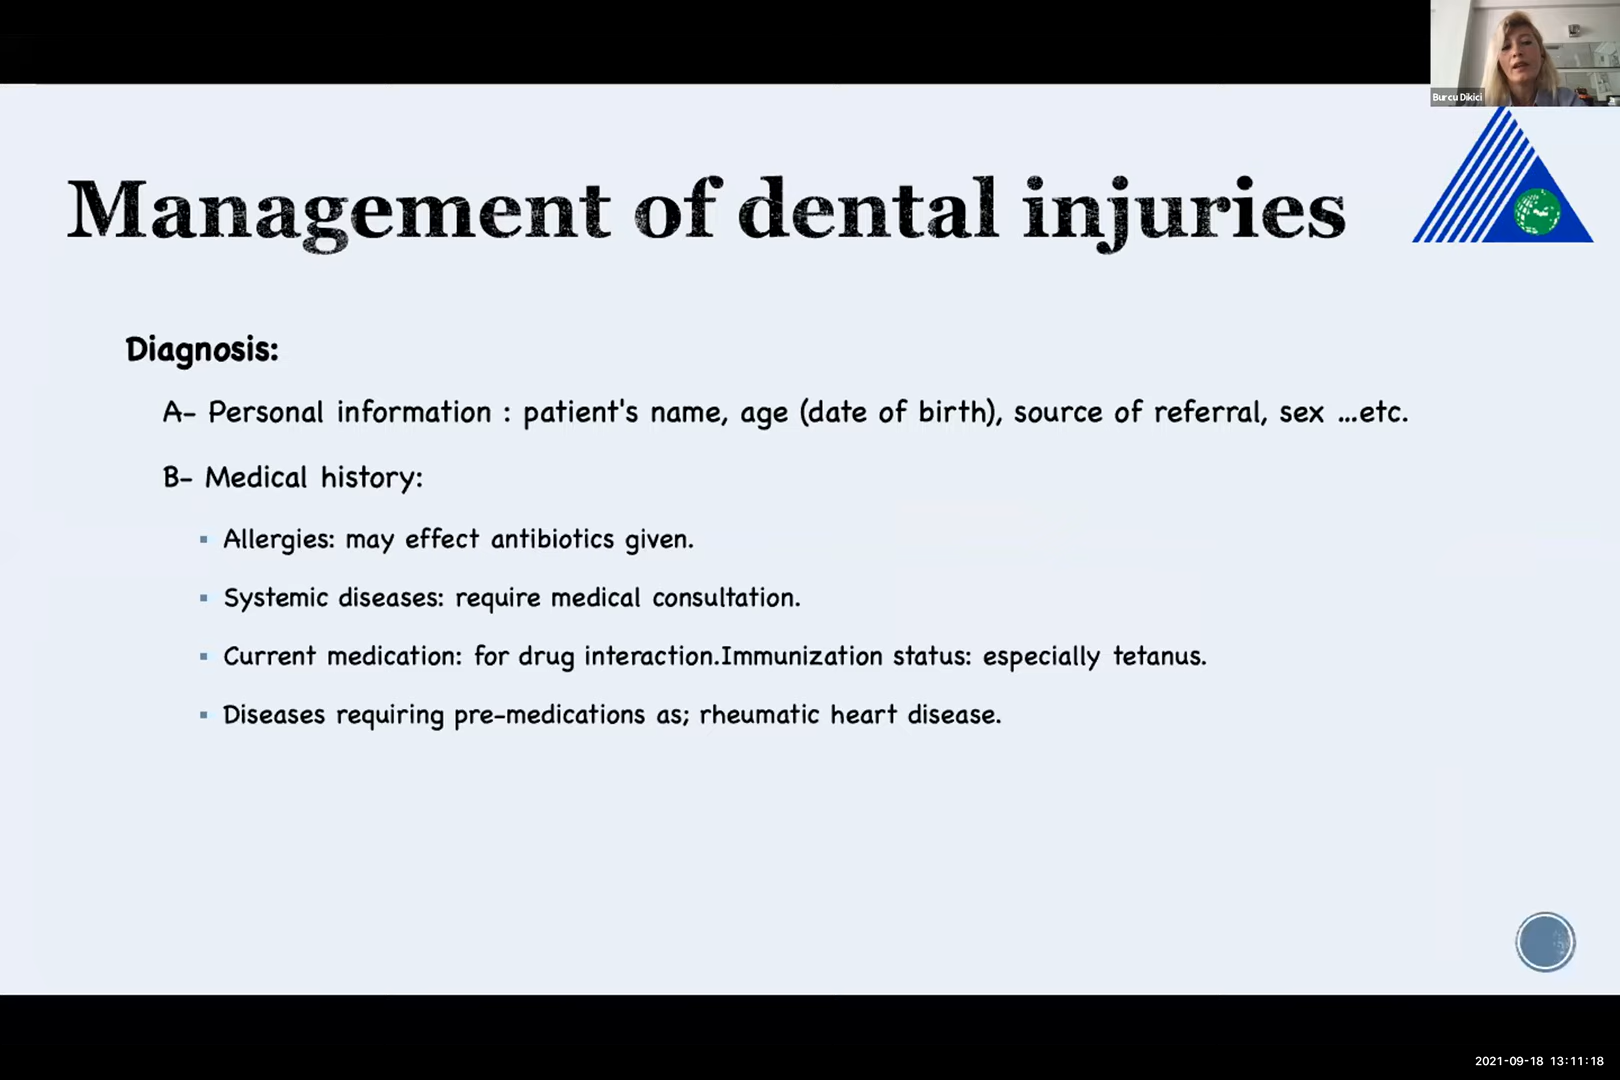 Burcu Dikici
Management of dental injuries
Diagnosis:
A- Personal information : patient's name, age (date of birth), source of referral, sex ...etc.
B- Medical history:
▪ Allergies: may effect antibiotics given.
▪ Systemic diseases: require medical consultation.
▪ Current medication: for drug interaction.Immunization status: especially tetanus.
▪ Diseases requiring pre-medications as; rheumatic heart disease.
2021-09-18 13:11:18